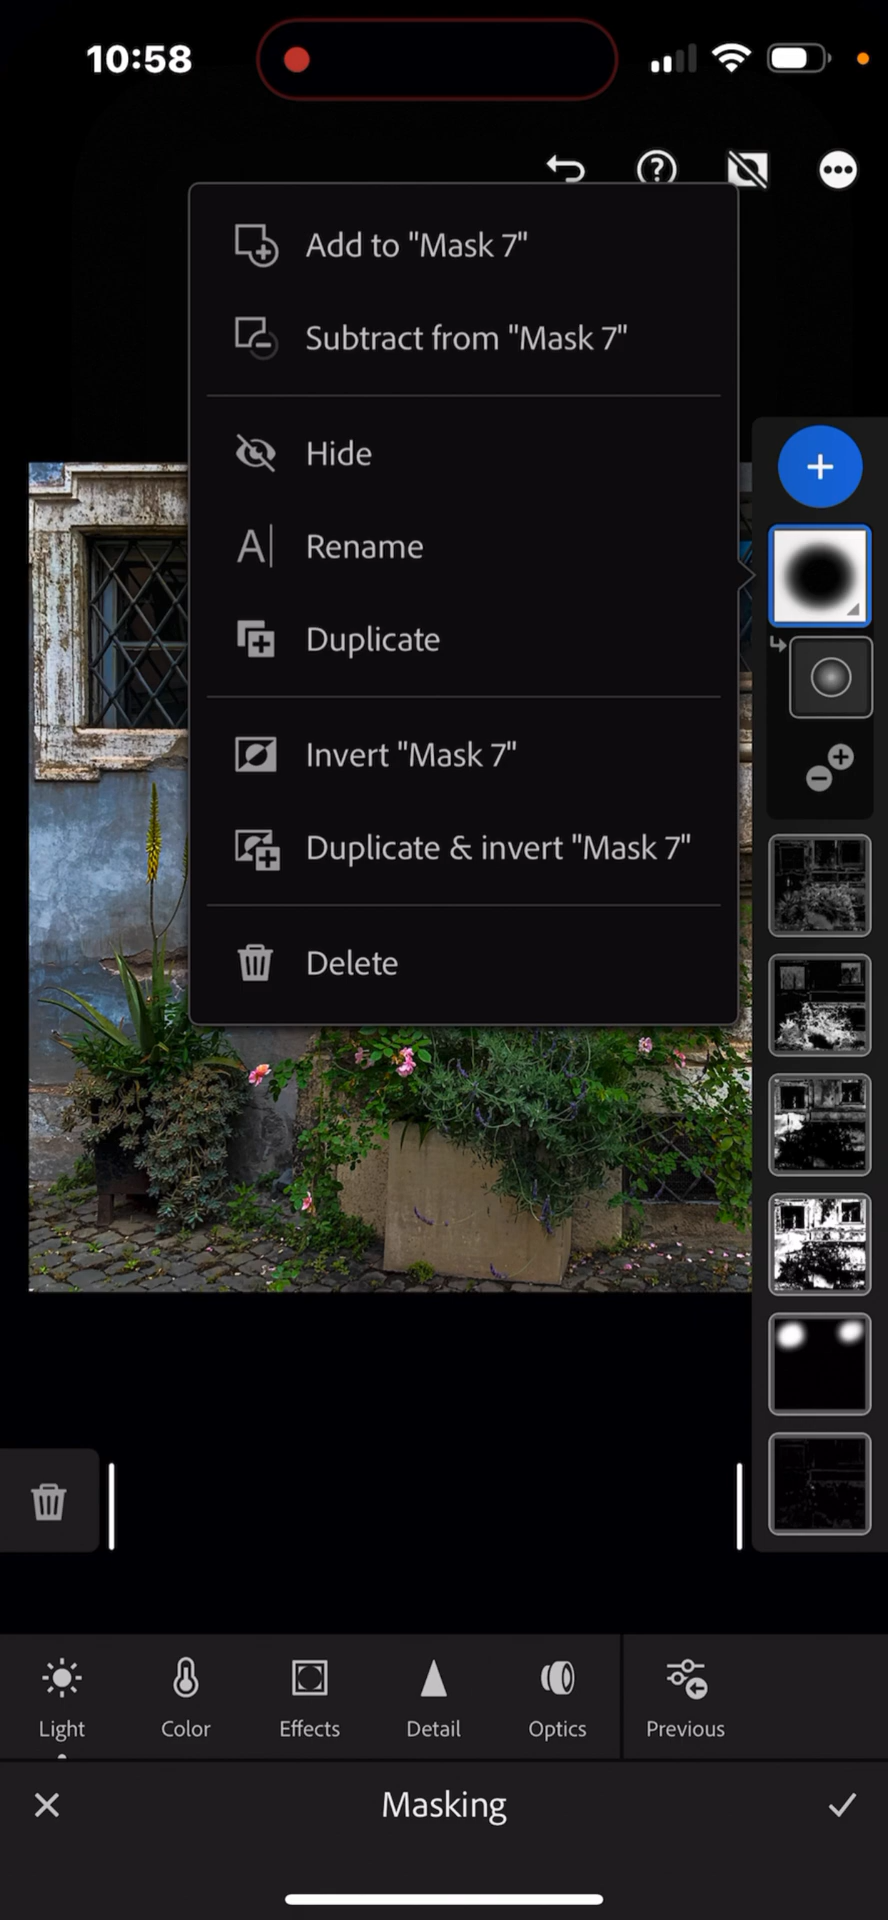 10:58
Add to "Mask 7"
Subtract from "Mask 7"
Hide
Rename
Duplicate
Invert "Mask 7"
Duplicate & invert "Mask 7"
Delete
Light
Color
Effects
Detail
Optics
Previous
Masking